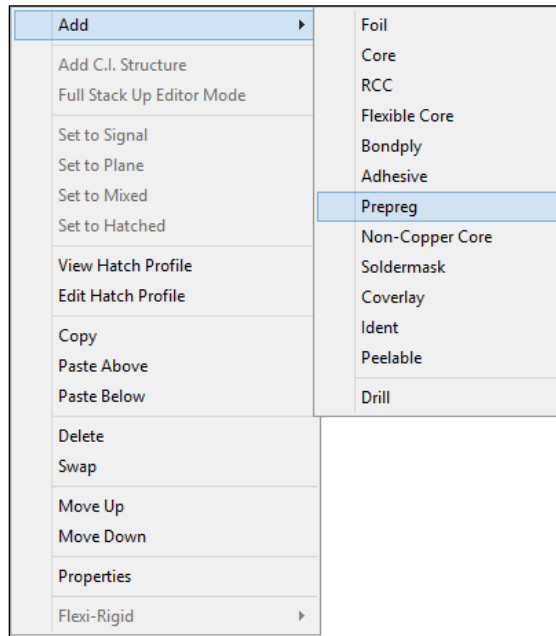 Add
Add C.I. Structure
Full Stack Up Editor Mode
Set to Signal
Set to Plane
Set to Mixed
Set to Hatched
View Hatch Profile
Edit Hatch Profile
Copy
Paste Above
Paste Below
Delete
Swap
Move Up
Move Down
Properties
Flexi-Rigid
Foil
Core
RCC
Flexible Core
Bondply
Adhesive
Prepreg
Non-Copper Core
Soldermask
Coverlay
Ident
Peelable
Drill